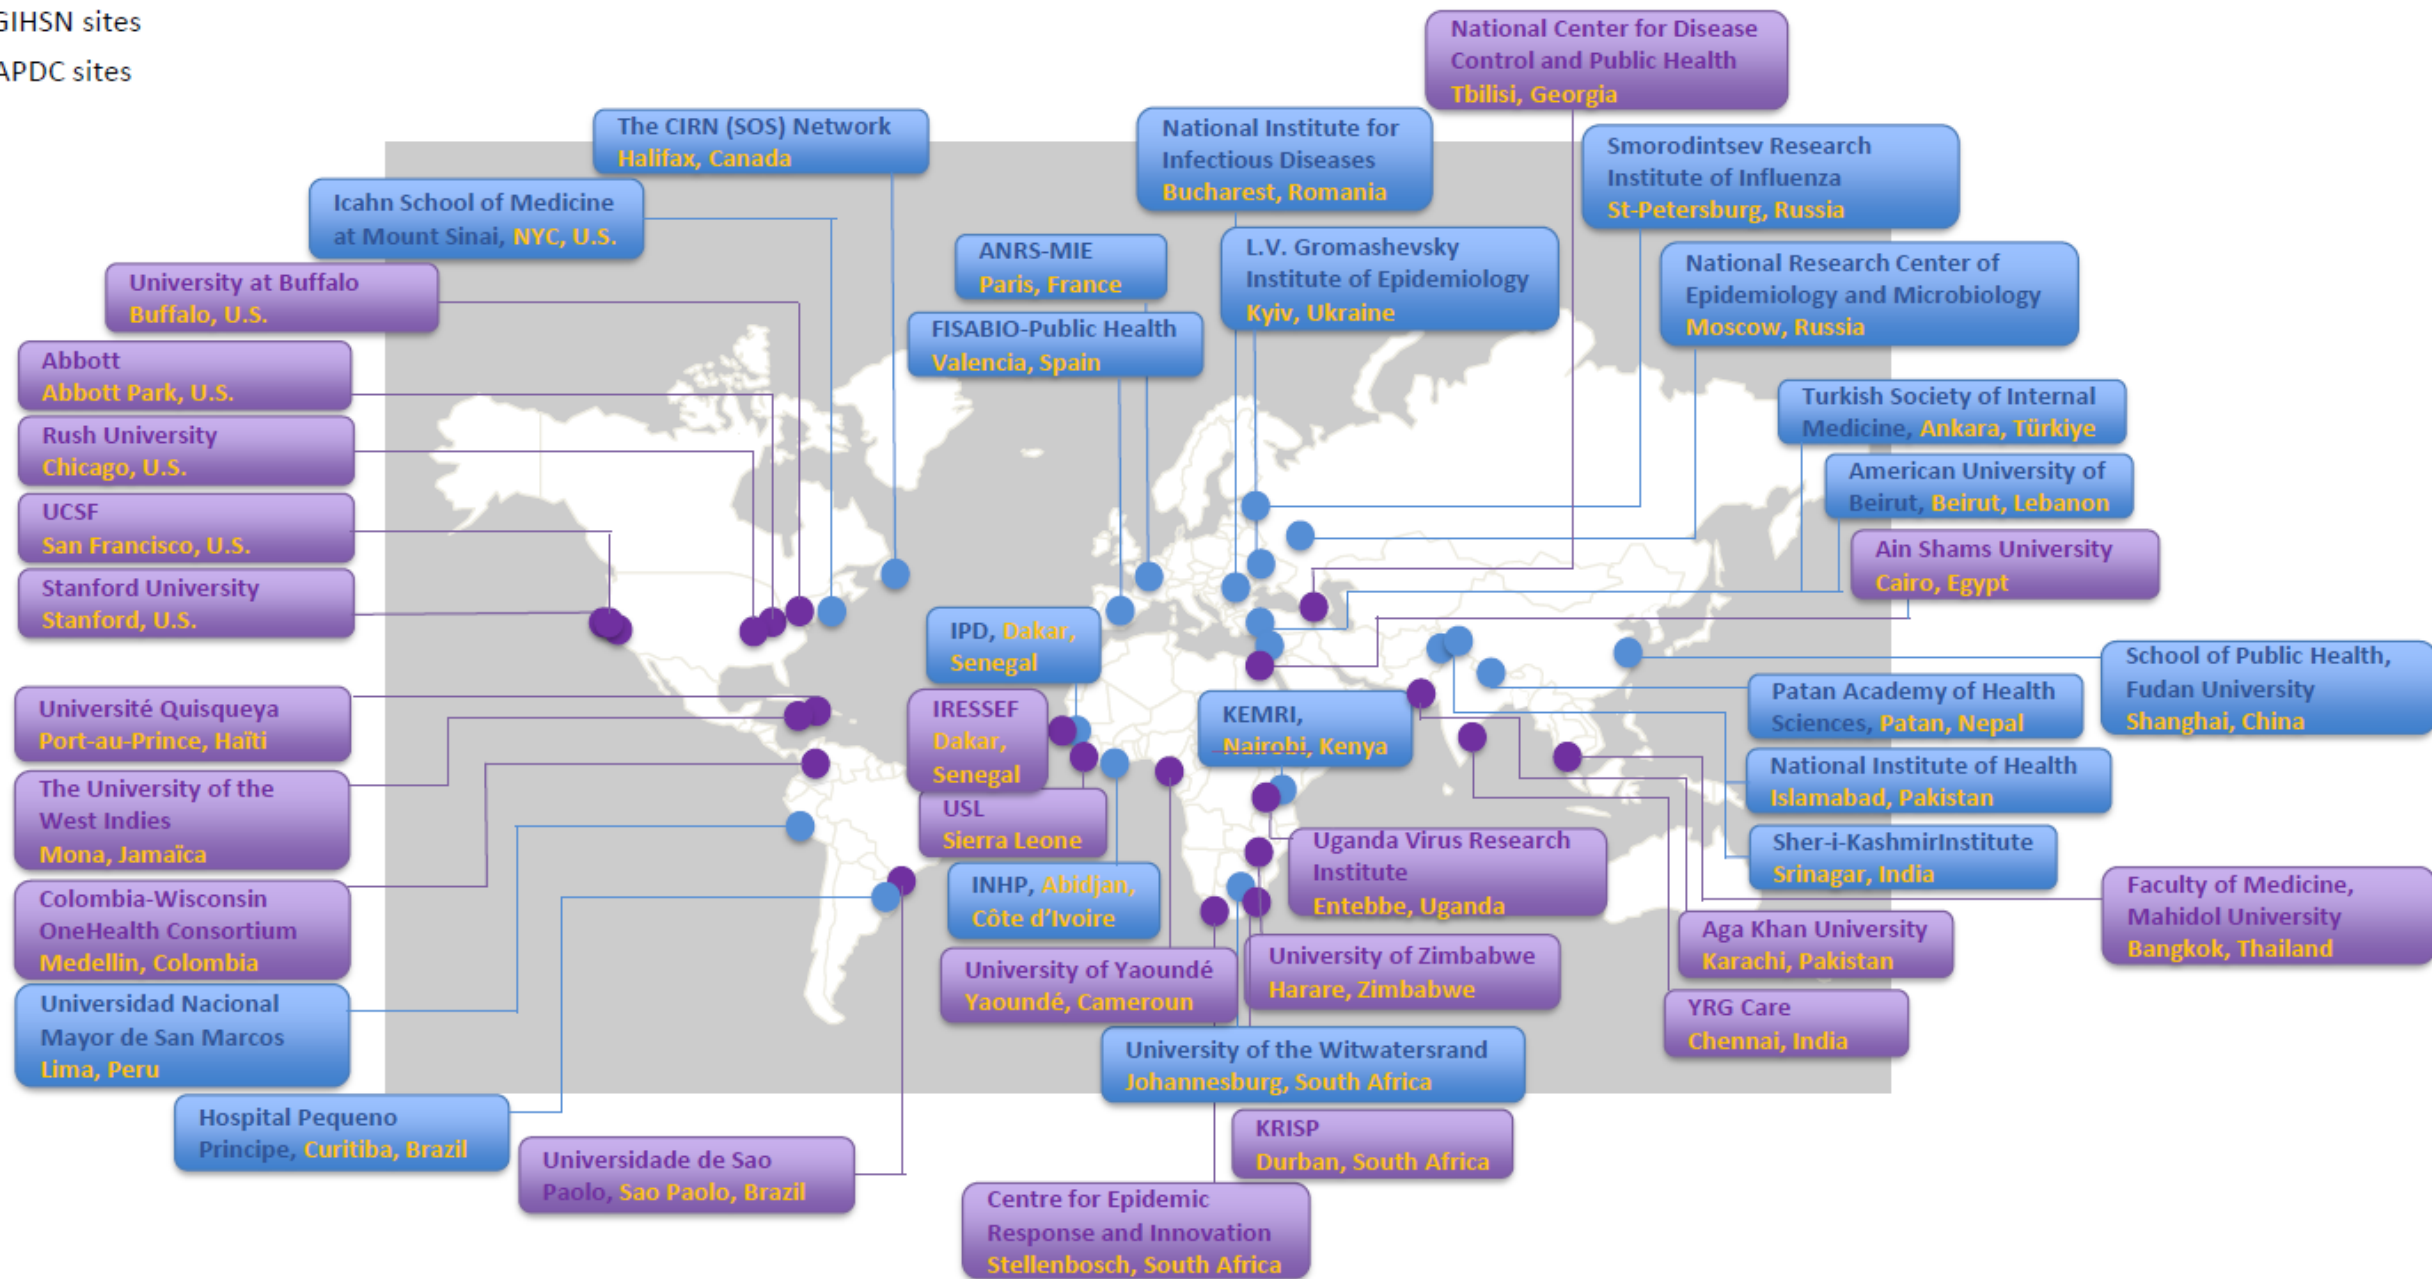 GIHSN sites
APDC sites
National Center for Disease
Control and Public Health
Tbilisi, Georgia
The CIRN (SOS) Network
Halifax, Canada
National Institute for
Infectious Diseases
Bucharest, Romania
Smorodintsev Research
Institute of Influenza
St-Petersburg, Russia
Icahn School of Medicine
at Mount Sinai, NYC, U.S.
ANRS-MIE
Paris, France
L.V. Gromashevsky
Institute of Epidemiology
Kyiv, Ukraine
National Research Center of
Epidemiology and Microbiology
Moscow, Russia
University at Buffalo
Buffalo, U.S.
FISABIO-Public Health
Valencia, Spain
Abbott
Abbott Park, U.S.
Turkish Society of Internal
Medicine, Ankara, Türkiye
Rush University
Chicago, U.S.
American University of
Beirut, Beirut, Lebanon
UCSF
San Francisco, U.S.
Ain Shams University
Cairo, Egypt
Stanford University
Stanford, U.S.
IPD, Dakar,
Senegal
School of Public Health,
Fudan University
Shanghai, China
Patan Academy of Health
Sciences, Patan, Nepal
Université Quisqueya
Port-au-Prince, Haïti
IRESSEF
Dakar,
Senegal
KEMRI,
Nairobi, Kenya
National Institute of Health
Islamabad, Pakistan
The University of the
West Indies
Mona, Jamaïca
USL
Sierra Leone
Uganda Virus Research
Institute
Entebbe, Uganda
Sher-i-KashmirInstitute
Srinagar, India
Colombia-Wisconsin
OneHealth Consortium
Medellin, Colombia
INHP, Abidjan,
Côte d'Ivoire
Faculty of Medicine,
Mahidol University
Bangkok, Thailand
Aga Khan University
Karachi, Pakistan
University of Yaoundé
Yaoundé, Cameroun
University of Zimbabwe
Harare, Zimbabwe
Universidad Nacional
Mayor de San Marcos
Lima, Peru
YRG Care
Chennai, India
University of the Witwatersrand
Johannesburg, South Africa
Hospital Pequeno
Principe, Curitiba, Brazil
KRISP
Durban, South Africa
Universidade de Sao
Paolo, Sao Paolo, Brazil
Centre for Epidemic
Response and Innovation
Stellenbosch, South Africa